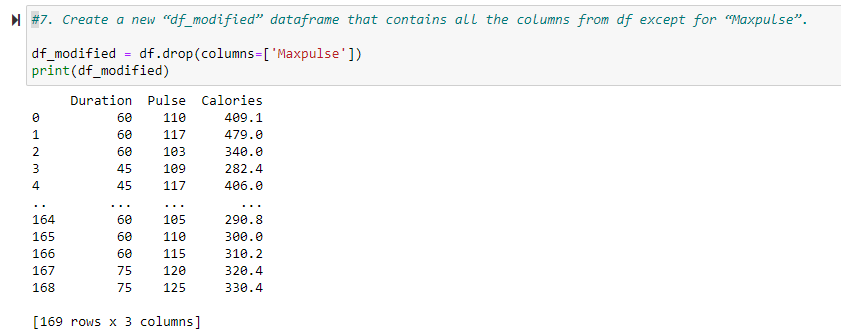 #7. Create a new “df_modified” dataframe that contains all the columns from df except for “Maxpulse”.
df_modified = df.drop(columns=['Maxpulse'])
print(df_modified)
Duration Pulse Calories
0 60 110 409.1
1 60 117 479.0
2 60 103 340.0
3 45 109 282.4
4 45 117 406.0
.. ... ... ...
164 60 105 290.8
165 60 110 300.0
166 60 115 310.2
167 75 120 320.4
168 75 125 330.4
[169 rows x 3 columns]